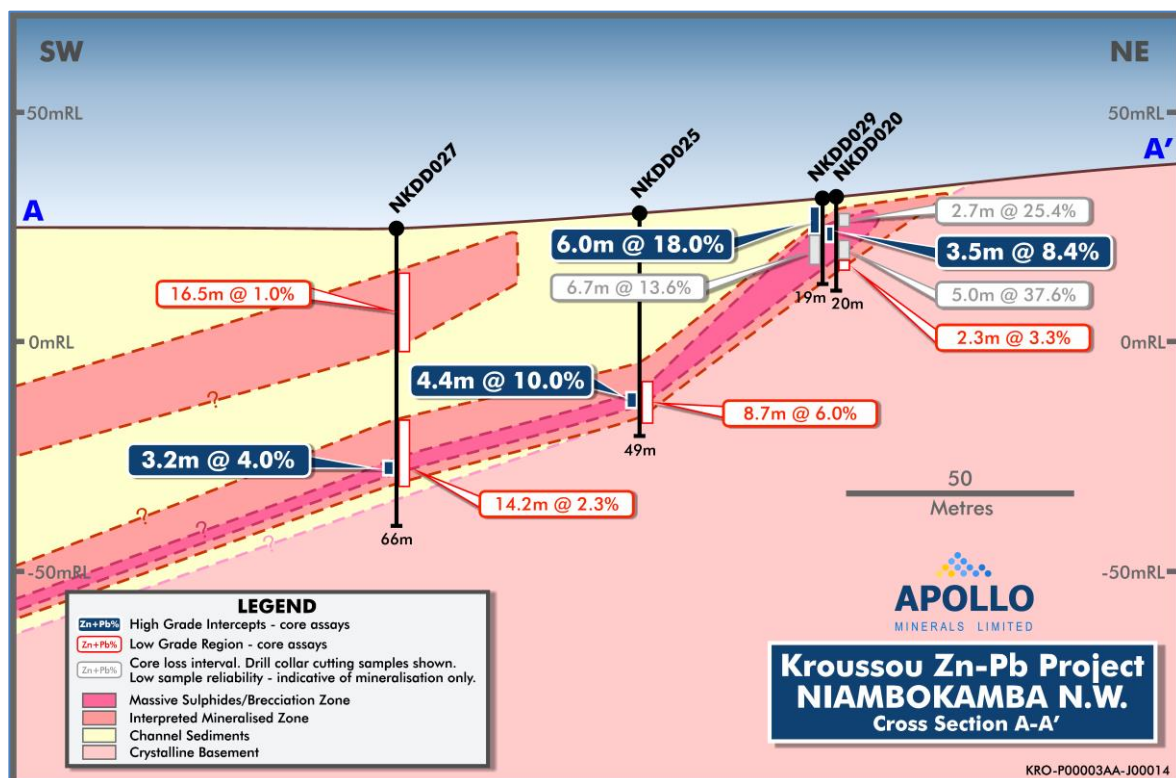 SW
NE
50mRL
50mRL
A
A'
NKDD027
NKDD025
NKDD029
NKDD020
2.7m @ 25.4%
6.0m @ 18.0%
3.5m @ 8.4%
6.7m @ 13.6%
16.5m @ 1.0%
19m
20m
5.0m @ 37.6%
0mRL
0mRL
2.3m @ 3.3%
4.4m @ 10.0%
?
8.7m @ 6.0%
49m
3.2m @ 4.0%
14.2m @ 2.3%
50
Metres
?
?
?
66m
-50mRL
-50mRL
LEGEND
Zn+Pb% High Grade Intercepts - core assays
Zn+Pb% Low Grade Region - core assays
Zn+Pb% Core loss interval. Drill collar cutting samples shown.
Low sample reliability - indicative of mineralisation only.
Massive Sulphides/Brecciation Zone
Interpreted Mineralised Zone
Channel Sediments
Crystalline Basement
APOLLO
MINERALS LIMITED
Kroussou Zn-Pb Project
NIAMBOKAMBA N.W.
Cross Section A-A'
KRO-P00003AA-J00014